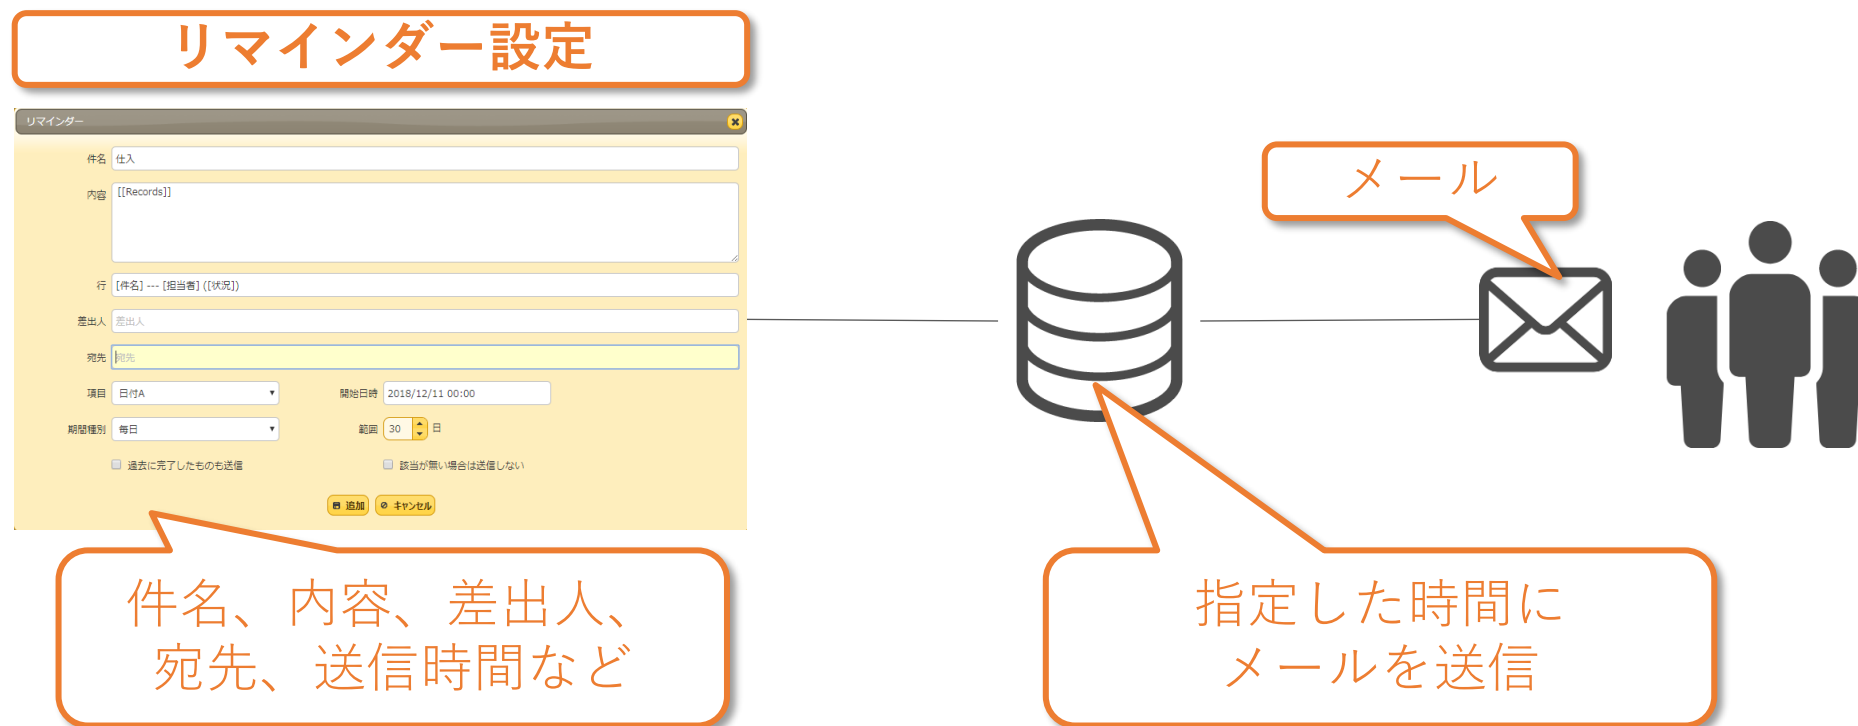 リマインダー設定
リマインダー
件名 仕入
内容 [[Records]]
行 [件名] --- [担当者] ([状況])
差出人 差出人
宛先 宛先
項目 日付A 開始日時 2018/12/11 00:00
期間種別 毎日 範囲 30 日
過去に完了したものも送信 該当が無い場合は送信しない
追加 キャンセル
件名、内容、差出人、
宛先、送信時間など
メール
指定した時間に
メールを送信